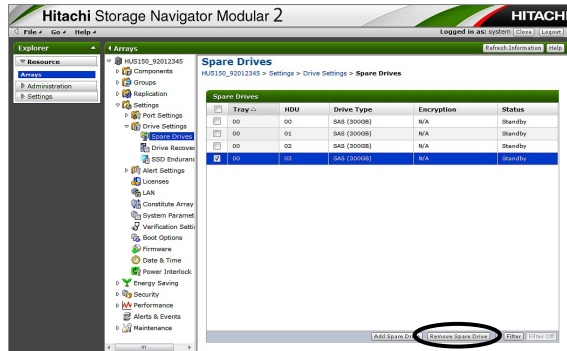 Hitachi Storage Navigator Modular 2
HITACHI
File Go Help
Logged in as: system Close Logout
Explorer
Arrays
Refresh Information Help
Resource
Arrays
Administration
Settings
HUS150_92012345
Components
Groups
Replication
Settings
Port Settings
Drive Settings
Spare Drives
Drive Recover
SSD Enduranc
Alert Settings
Licenses
LAN
Constitute Array
System Paramet
Verification Settin
Boot Options
Firmware
Date & Time
Power Interlock
Energy Saving
Security
Performance
Alerts & Events
Maintenance
Spare Drives
HUS150_92012345 > Settings > Drive Settings > Spare Drives
Spare Drives
Tray HDU Drive Type Encryption Status
00 00 SAS (300GB) N/A Standby
00 01 SAS (300GB) N/A Standby
00 02 SAS (300GB) N/A Standby
00 03 SAS (300GB) N/A Standby
Add Spare Drive Remove Spare Drive Filter Filter Off